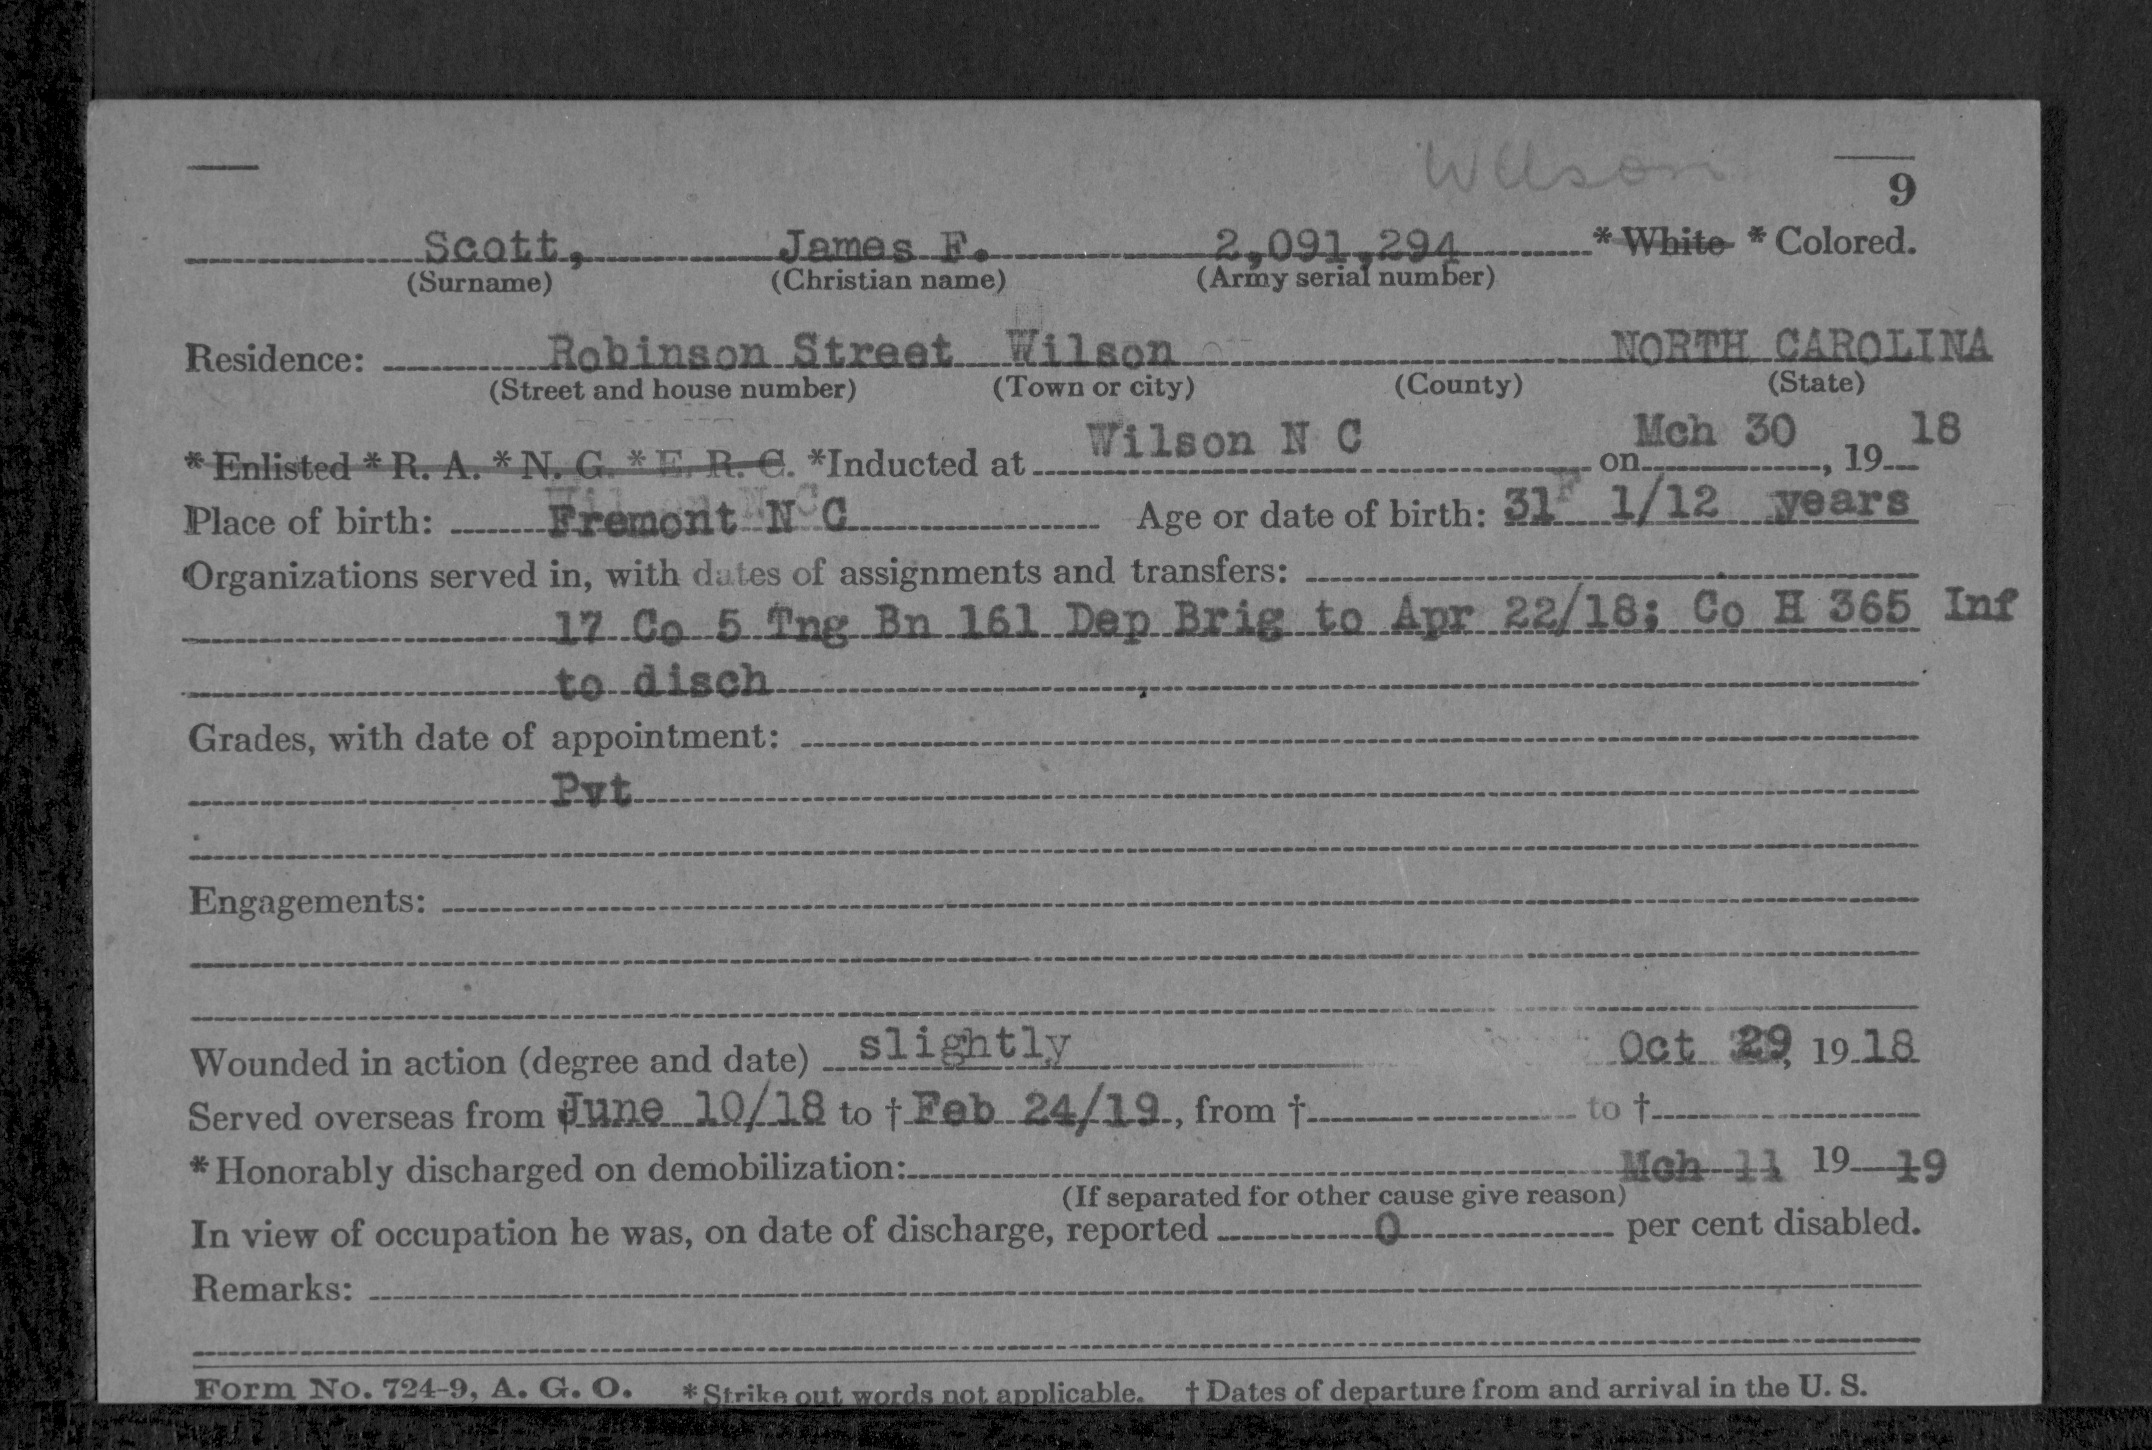 Wilson
9
Scott, James F. 2,091,294 * White * Colored.
(Surname) (Christian name) (Army serial number)
Residence: Robinson Street Wilson NORTH CAROLINA
(Street and house number) (Town or city) (County) (State)
* Enlisted * R. A. * N. G. * E. R. C. *Inducted at Wilson N C on Mch 30, 19 18
Place of birth: Fremont N C Age or date of birth: 31 1/12 years
Organizations served in, with dates of assignments and transfers:
17 Co 5 Tng Bn 161 Dep Brig to Apr 22/18; Co H 365 Inf
to disch
Grades, with date of appointment:
Pvt
Engagements:
Wounded in action (degree and date) slightly Oct 29, 19 18
Served overseas from † June 10/18 to † Feb 24/19, from † to †
* Honorably discharged on demobilization: Mch 11 19 19
(If separated for other cause give reason)
In view of occupation he was, on date of discharge, reported 0 per cent disabled.
Remarks:
Form No. 724-9, A. G. O. * Strike out words not applicable. † Dates of departure from and arrival in the U. S.